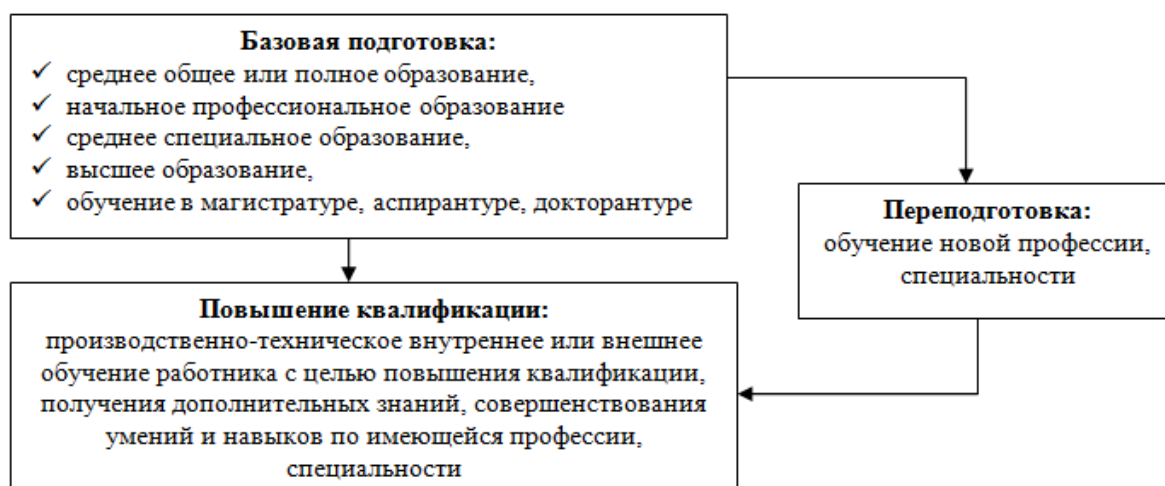 Базовая подготовка:
✓ среднее общее или полное образование,
✓ начальное профессиональное образование
✓ среднее специальное образование,
✓ высшее образование,
✓ обучение в магистратуре, аспирантуре, докторантуре
Переподготовка:
обучение новой профессии,
специальности
Повышение квалификации:
производственно-техническое внутреннее или внешнее
обучение работника с целью повышения квалификации,
получения дополнительных знаний, совершенствования
умений и навыков по имеющейся профессии,
специальности